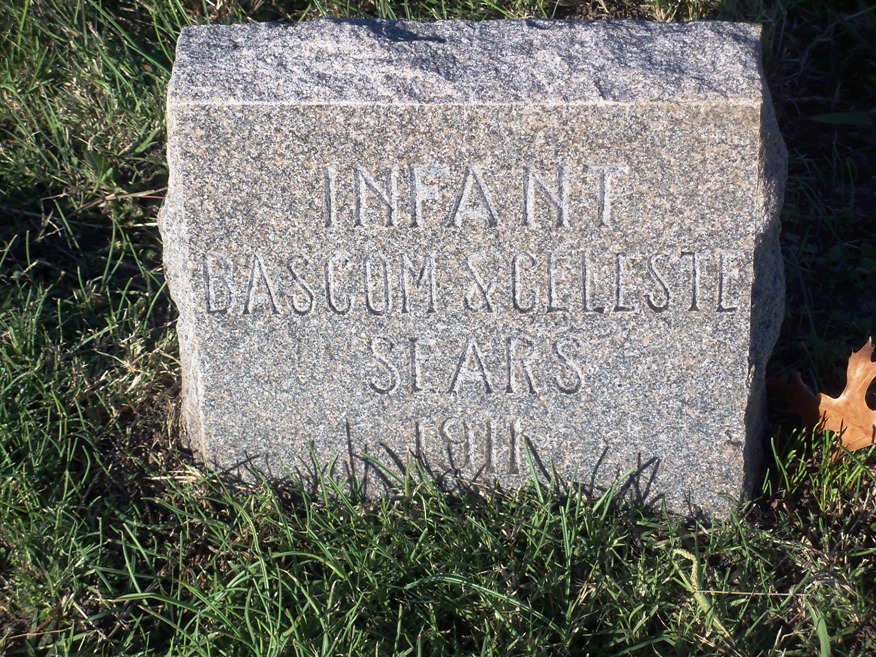 INFANT
BASCOM & CELESTE
SEARS
1911